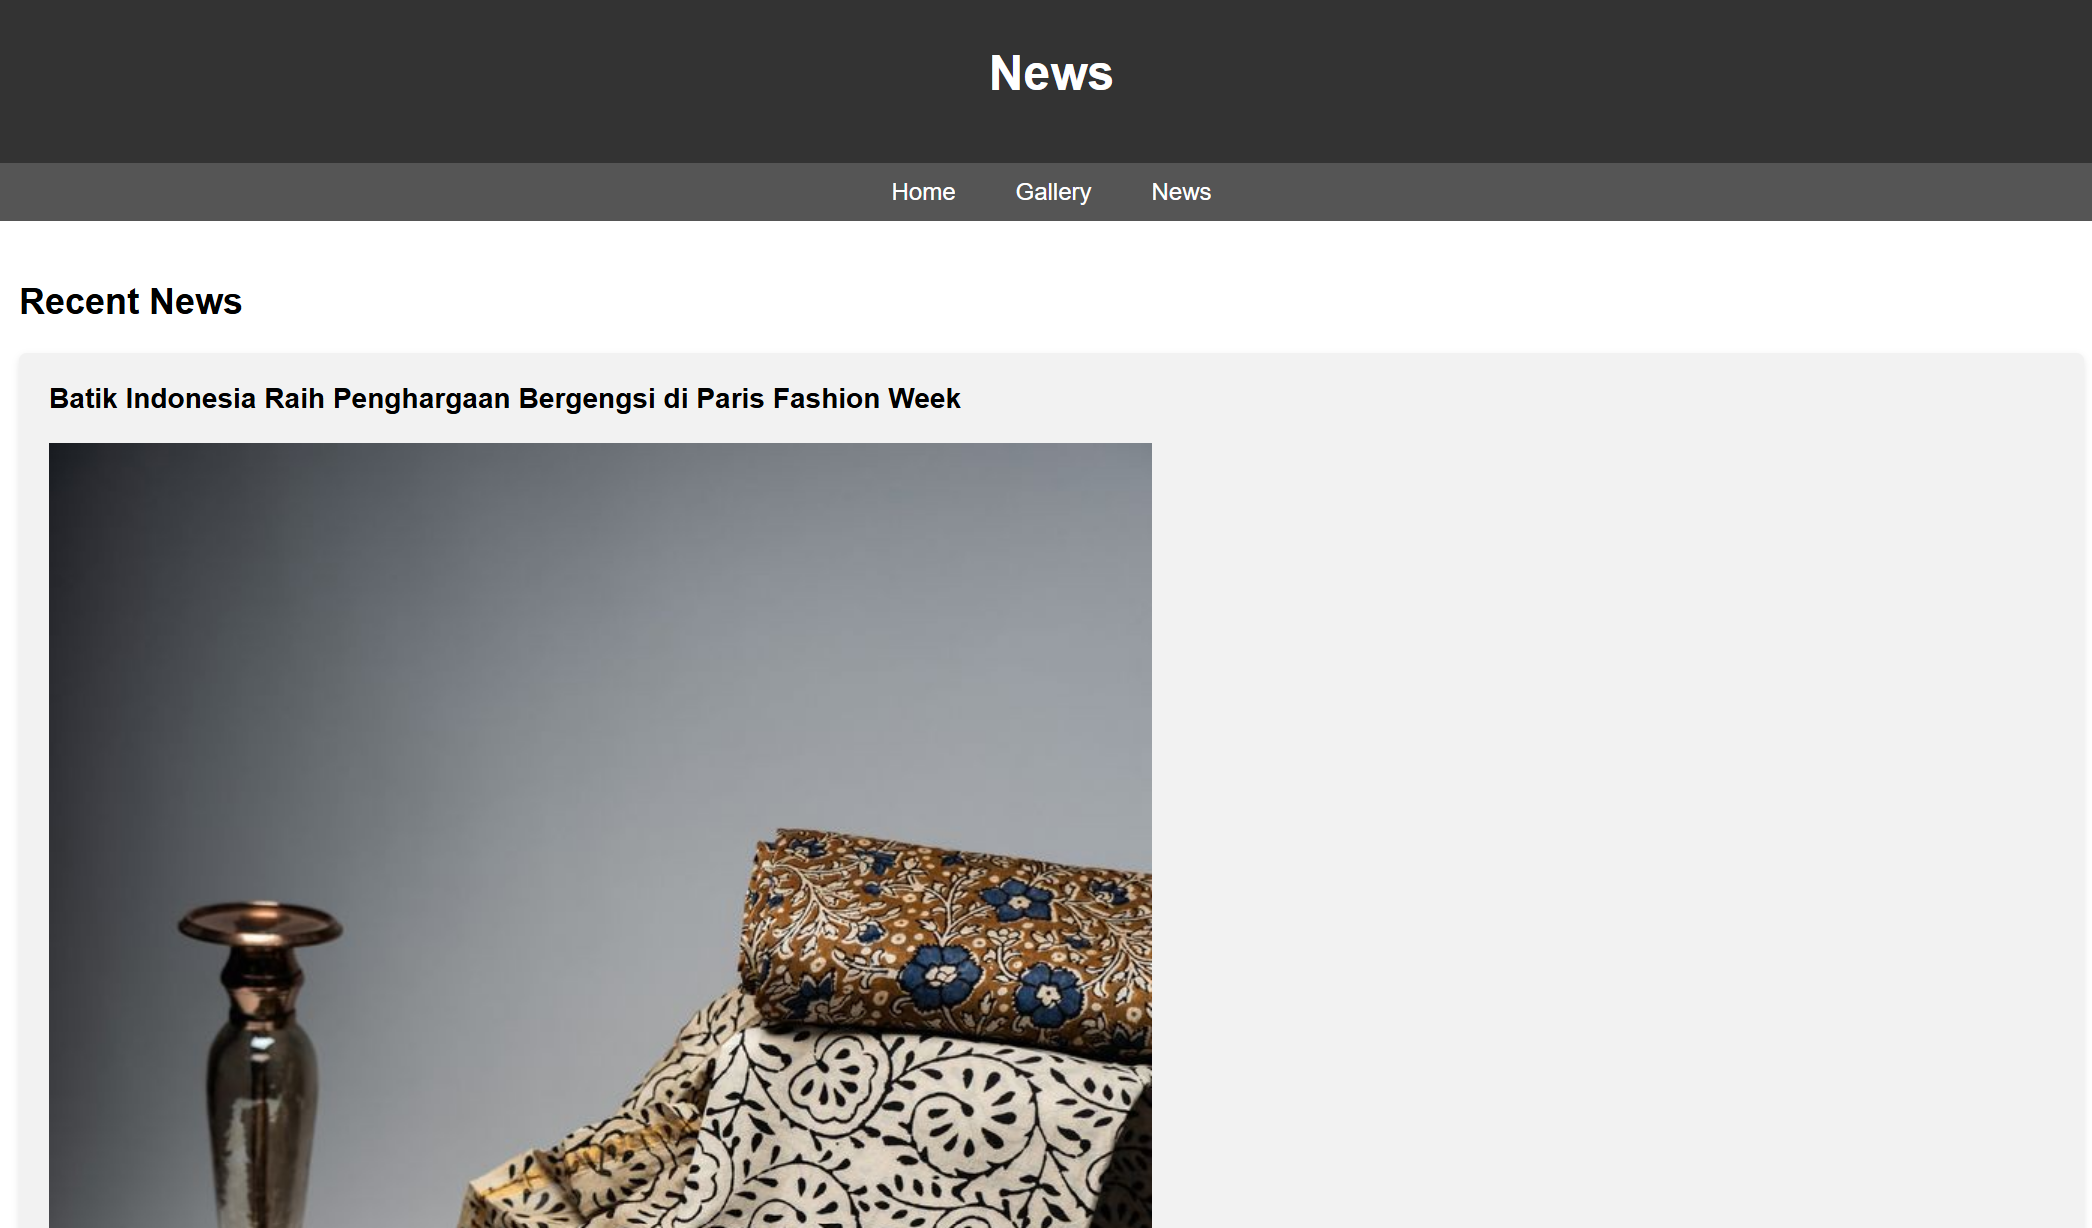 News
Home Gallery News
Recent News
Batik Indonesia Raih Penghargaan Bergengsi di Paris Fashion Week